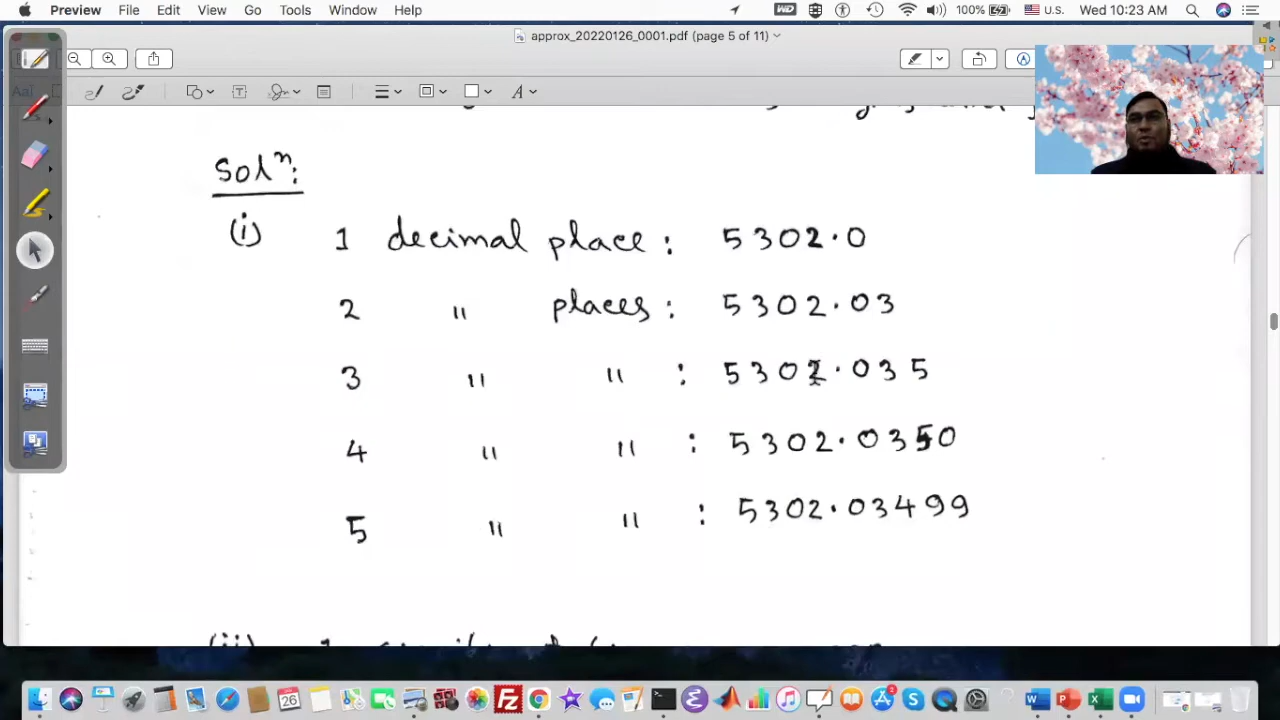 Preview File Edit View Go Tools Window Help 100% U.S. Wed 10:23 AM
approx_20220126_0001.pdf (page 5 of 11)
Solⁿ:
(i) 1 decimal place : 5302.0
2 " places : 5302.03
3 " " : 5302.035
4 " " : 5302.0350
5 " " : 5302.03499